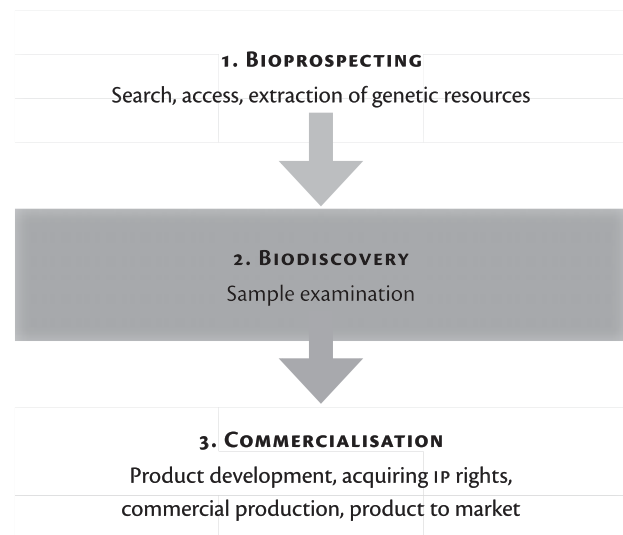 1. Bioprospecting
Search, access, extraction of genetic resources
2. Biodiscovery
Sample examination
3. Commercialisation
Product development, acquiring IP rights,
commercial production, product to market